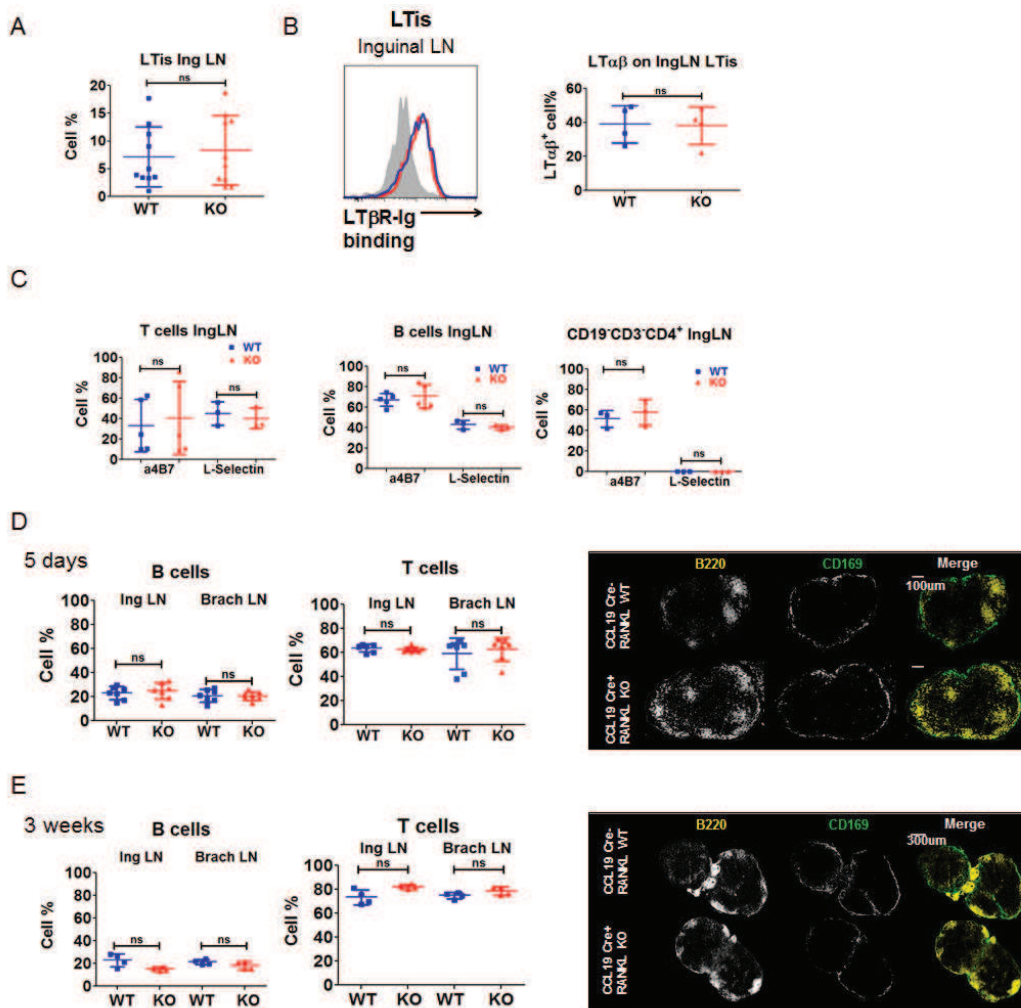 A
LTis Ing LN
ns
20
15
10
5
0
Cell %
WT KO
B
LTis
Inguinal LN
LTβR-Ig
binding
LTαβ on IngLN LTis
ns
60
40
20
0
LTαβ⁺ cell%
WT KO
C
T cells IngLN
WT
KO
ns
ns
100
80
60
40
20
0
Cell %
a4B7 L-Selectin
B cells IngLN
WT
KO
ns
ns
100
80
60
40
20
0
Cell %
a4B7 L-Selectin
CD19⁻CD3⁻CD4⁺ IngLN
WT
KO
ns
ns
100
80
60
40
20
0
Cell %
a4B7 L-Selectin
D
5 days
B cells
Ing LN Brach LN
ns ns
100
80
60
40
20
0
Cell %
WT KO WT KO
T cells
Ing LN Brach LN
ns ns
100
80
60
40
20
0
Cell %
WT KO WT KO
B220 CD169 Merge
100um
CCL19 Cre-
RANKL WT
CCL19 Cre+
RANKL KO
E
3 weeks
B cells
Ing LN Brach LN
ns ns
100
80
60
40
20
0
Cell %
WT KO WT KO
T cells
Ing LN Brach LN
ns ns
100
80
60
40
20
0
Cell %
WT KO WT KO
B220 CD169 Merge
300um
CCL19 Cre-
RANKL WT
CCL19 Cre+
RANKL KO